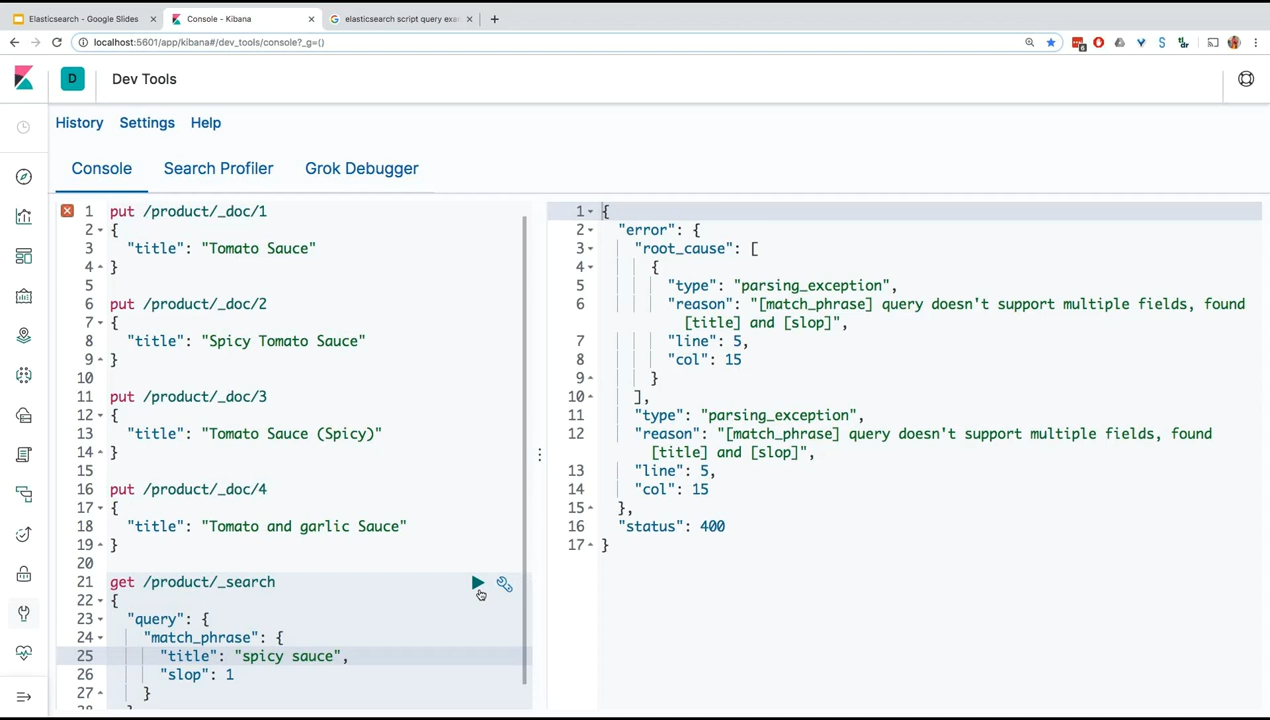 Elasticsearch - Google Slides
Console - Kibana
elasticsearch script query exa
localhost:5601/app/kibana#/dev_tools/console?_g=()
6
tldr
D
Dev Tools
History Settings Help
Console Search Profiler Grok Debugger
1 put /product/_doc/1
2 {
3 "title": "Tomato Sauce"
4 }
5
6 put /product/_doc/2
7 {
8 "title": "Spicy Tomato Sauce"
9 }
10
11 put /product/_doc/3
12 {
13 "title": "Tomato Sauce (Spicy)"
14 }
15
16 put /product/_doc/4
17 {
18 "title": "Tomato and garlic Sauce"
19 }
20
21 get /product/_search
22 {
23 "query": {
24 "match_phrase": {
25 "title": "spicy sauce",
26 "slop": 1
27 }
1 {
2 "error": {
3 "root_cause": [
4 {
5 "type": "parsing_exception",
6 "reason": "[match_phrase] query doesn't support multiple fields, found
[title] and [slop]",
7 "line": 5,
8 "col": 15
9 }
10 ],
11 "type": "parsing_exception",
12 "reason": "[match_phrase] query doesn't support multiple fields, found
[title] and [slop]",
13 "line": 5,
14 "col": 15
15 },
16 "status": 400
17 }